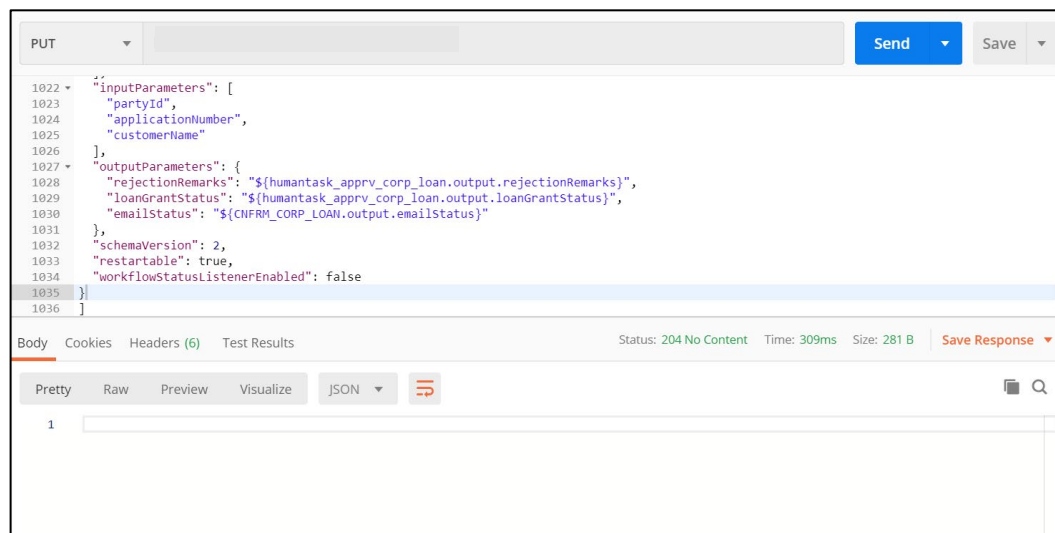 PUT
Send
Save
1022 "inputParameters": [
1023 "partyId",
1024 "applicationNumber",
1025 "customerName"
1026 ],
1027 "outputParameters": {
1028 "rejectionRemarks": "${humantask_apprv_corp_loan.output.rejectionRemarks}",
1029 "loanGrantStatus": "${humantask_apprv_corp_loan.output.loanGrantStatus}",
1030 "emailStatus": "${CNFRM_CORP_LOAN.output.emailStatus}"
1031 },
1032 "schemaVersion": 2,
1033 "restartable": true,
1034 "workflowStatusListenerEnabled": false
1035 }
1036 ]
Body Cookies Headers (6) Test Results Status: 204 No Content Time: 309ms Size: 281 B Save Response
Pretty Raw Preview Visualize JSON
1